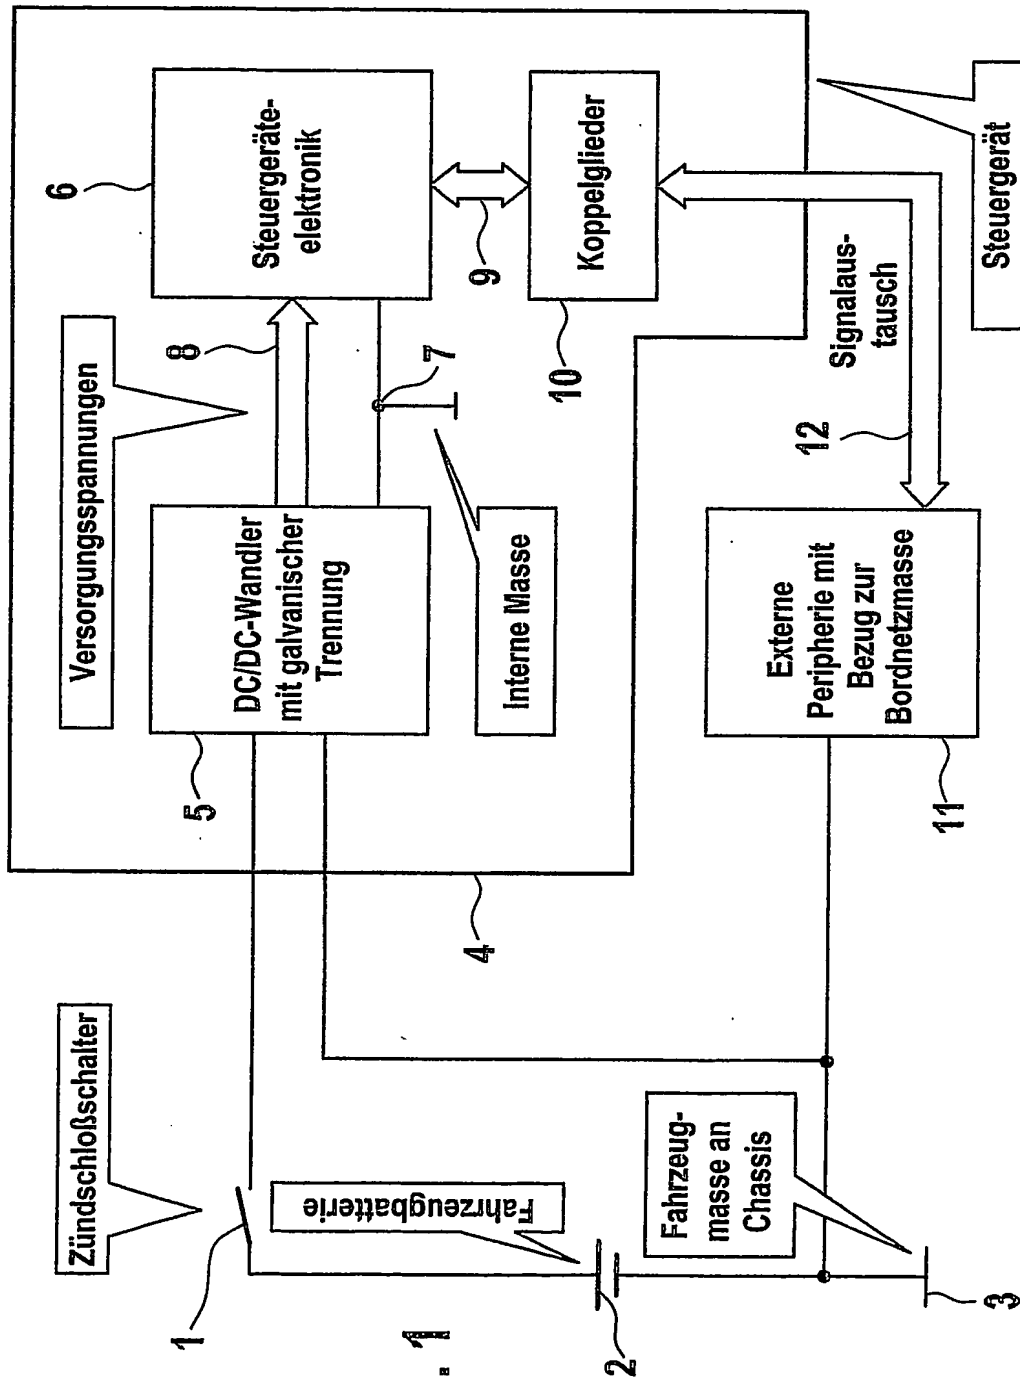 Zündschloßschalter
1
Fahrzeugbatterie
2
Fahrzeug-
masse an
Chassis
3
4
Versorgungsspannungen
5
DC/DC-Wandler
mit galvanischer
Trennung
8
6
Steuergeräte-
elektronik
7
Interne Masse
9
10
Koppelglieder
Externe
Peripherie mit
Bezug zur
Bordnetzmasse
11
12
Signalaus-
tausch
Steuergerät
. 1